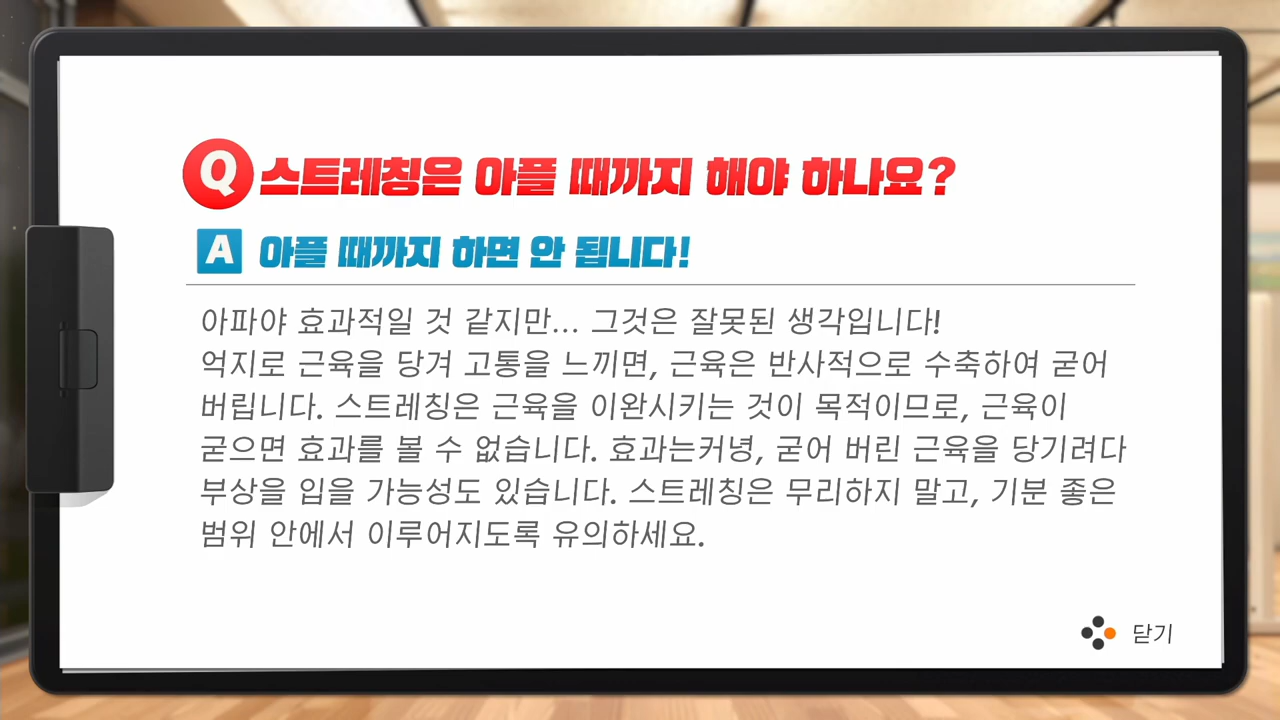 Q 스트레칭은 아플 때까지 해야 하나요?
A 아플 때까지 하면 안 됩니다!
아파야 효과적일 것 같지만... 그것은 잘못된 생각입니다!
억지로 근육을 당겨 고통을 느끼면, 근육은 반사적으로 수축하여 굳어
버립니다. 스트레칭은 근육을 이완시키는 것이 목적이므로, 근육이
굳으면 효과를 볼 수 없습니다. 효과는커녕, 굳어 버린 근육을 당기려다
부상을 입을 가능성도 있습니다. 스트레칭은 무리하지 말고, 기분 좋은
범위 안에서 이루어지도록 유의하세요.
닫기